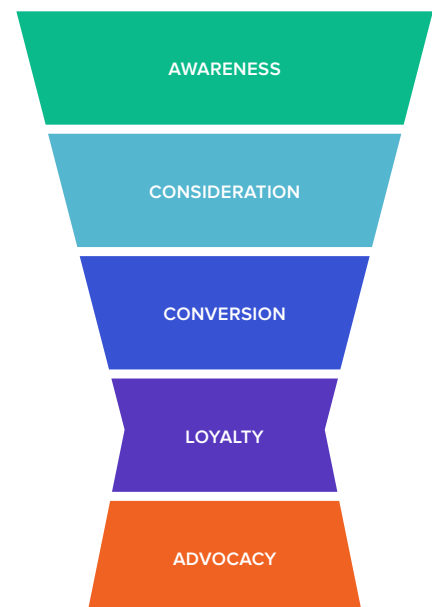 AWARENESS
CONSIDERATION
CONVERSION
LOYALTY
ADVOCACY